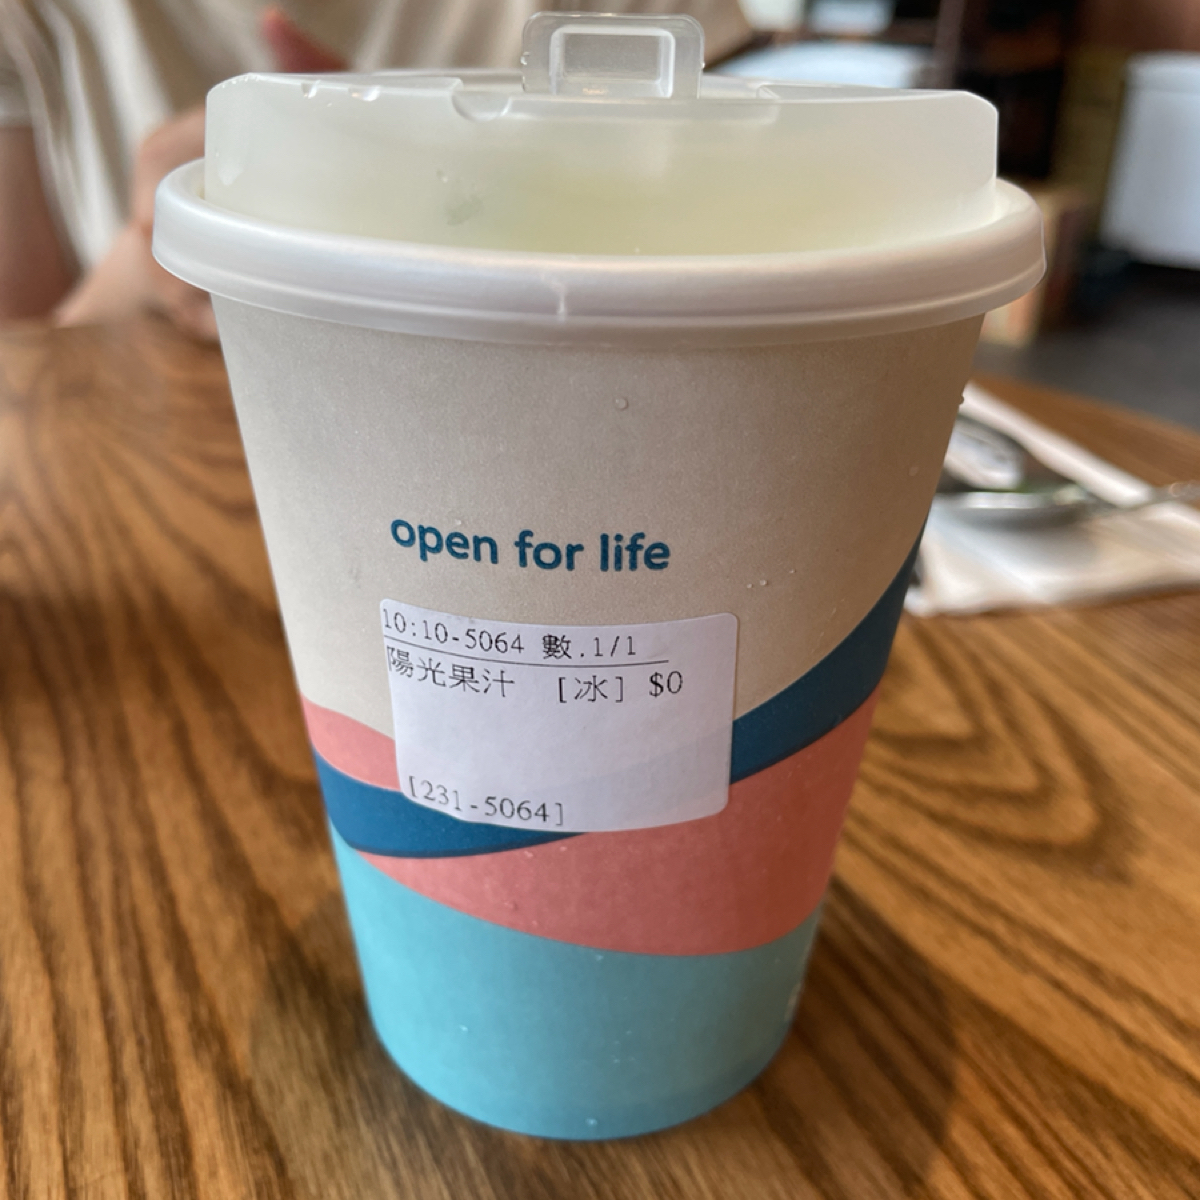 open for life
10:10-5064 數.1/1
陽光果汁 [冰] $0
[231-5064]